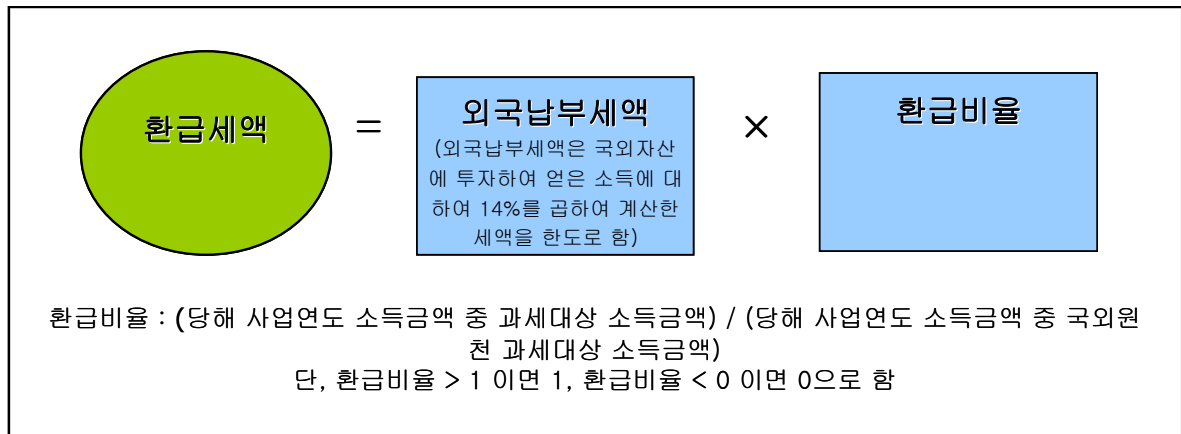 환급세액
=
외국납부세액
(외국납부세액은 국외자산
에 투자하여 얻은 소득에 대
하여 14%를 곱하여 계산한
세액을 한도로 함)
×
환급비율
환급비율 : (당해 사업연도 소득금액 중 과세대상 소득금액) / (당해 사업연도 소득금액 중 국외원
천 과세대상 소득금액)
단, 환급비율 > 1 이면 1, 환급비율 < 0 이면 0으로 함